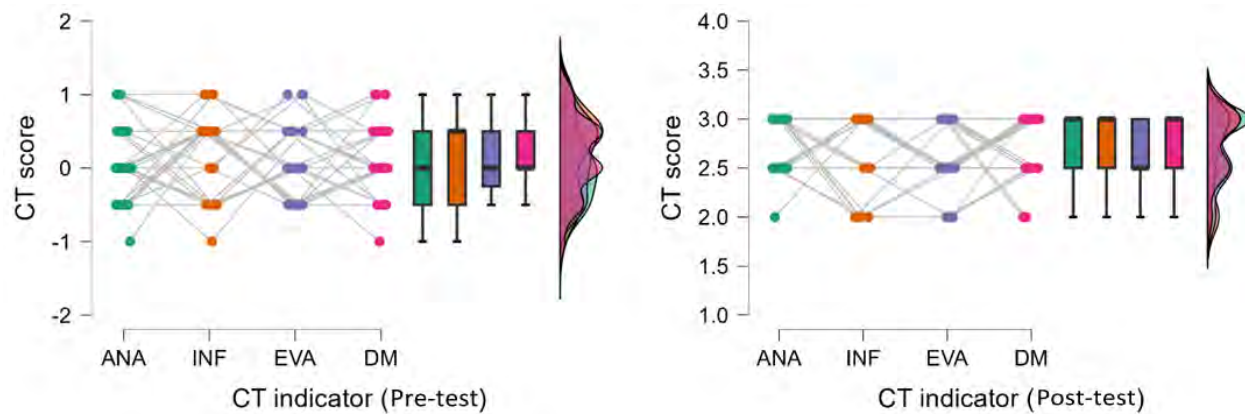 2
1
0
-1
-2
CT score
ANA INF EVA DM
CT indicator (Pre-test)
4.0
3.5
3.0
2.5
2.0
1.5
1.0
CT score
ANA INF EVA DM
CT indicator (Post-test)